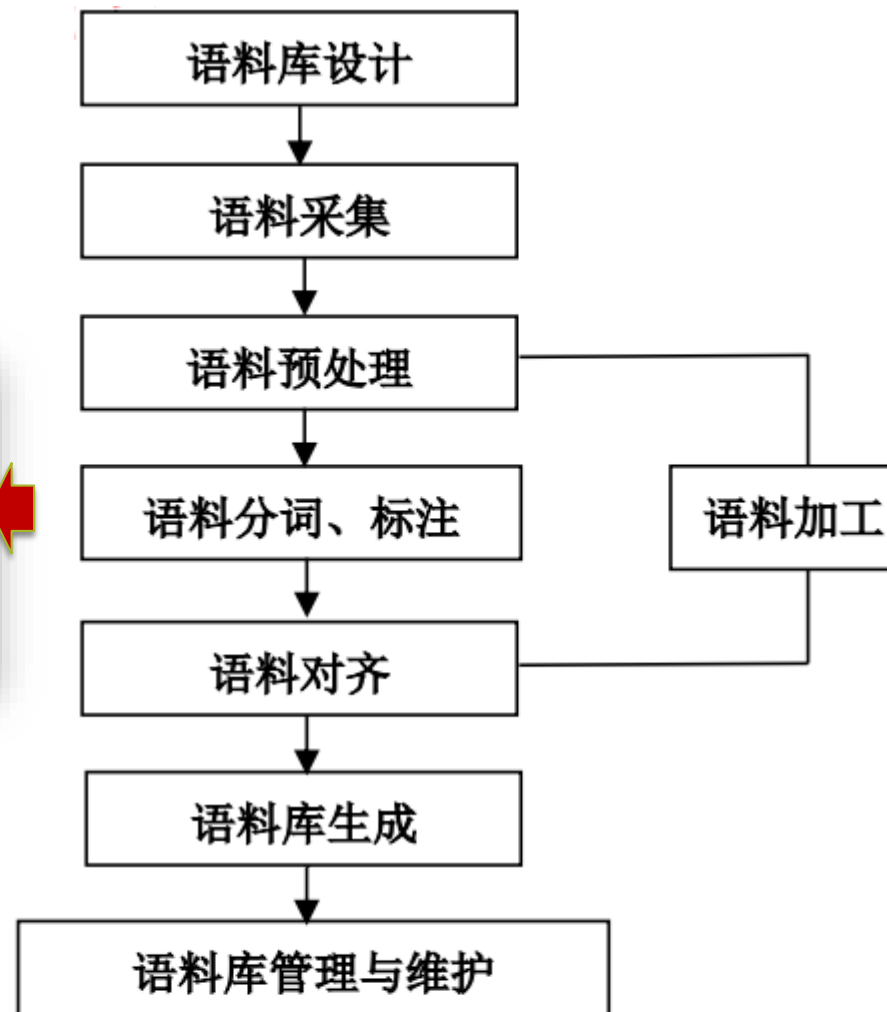 语料库设计
语料采集
语料预处理
语料分词、标注
语料加工
语料对齐
语料库生成
语料库管理与维护